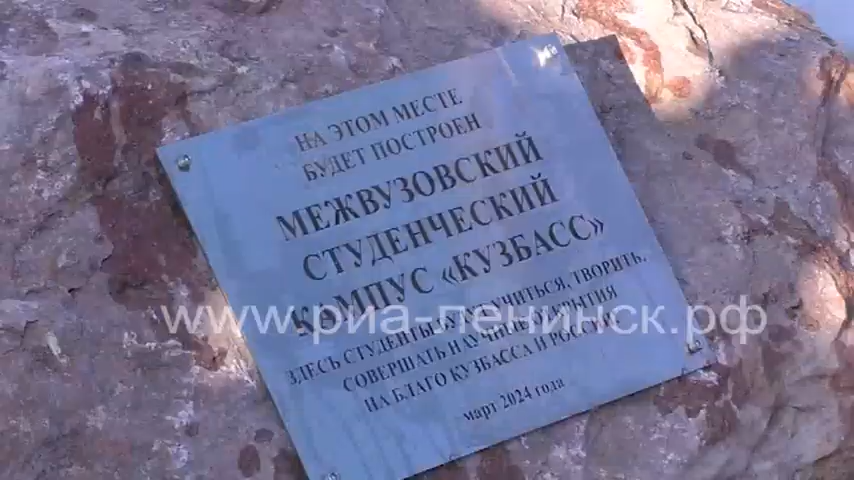 НА ЭТОМ МЕСТЕ
БУДЕТ ПОСТРОЕН
МЕЖВУЗОВСКИЙ
СТУДЕНЧЕСКИЙ
КАМПУС «КУЗБАСС»
ЗДЕСЬ СТУДЕНТЫ БУДУТ УЧИТЬСЯ, ТВОРИТЬ,
СОВЕРШАТЬ НАУЧНЫЕ ОТКРЫТИЯ
НА БЛАГО КУЗБАССА И РОССИИ
март 2024 года
www.риа-ленинск.рф